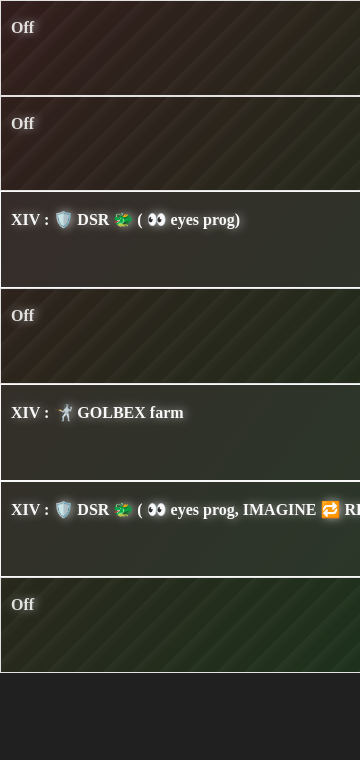 Off
Off
XIV : 🛡️ DSR 🐲 ( 👀 eyes prog)
Off
XIV : 🤺 GOLBEX farm
XIV : 🛡️ DSR 🐲 ( 👀 eyes prog, IMAGINE 🔁
Off